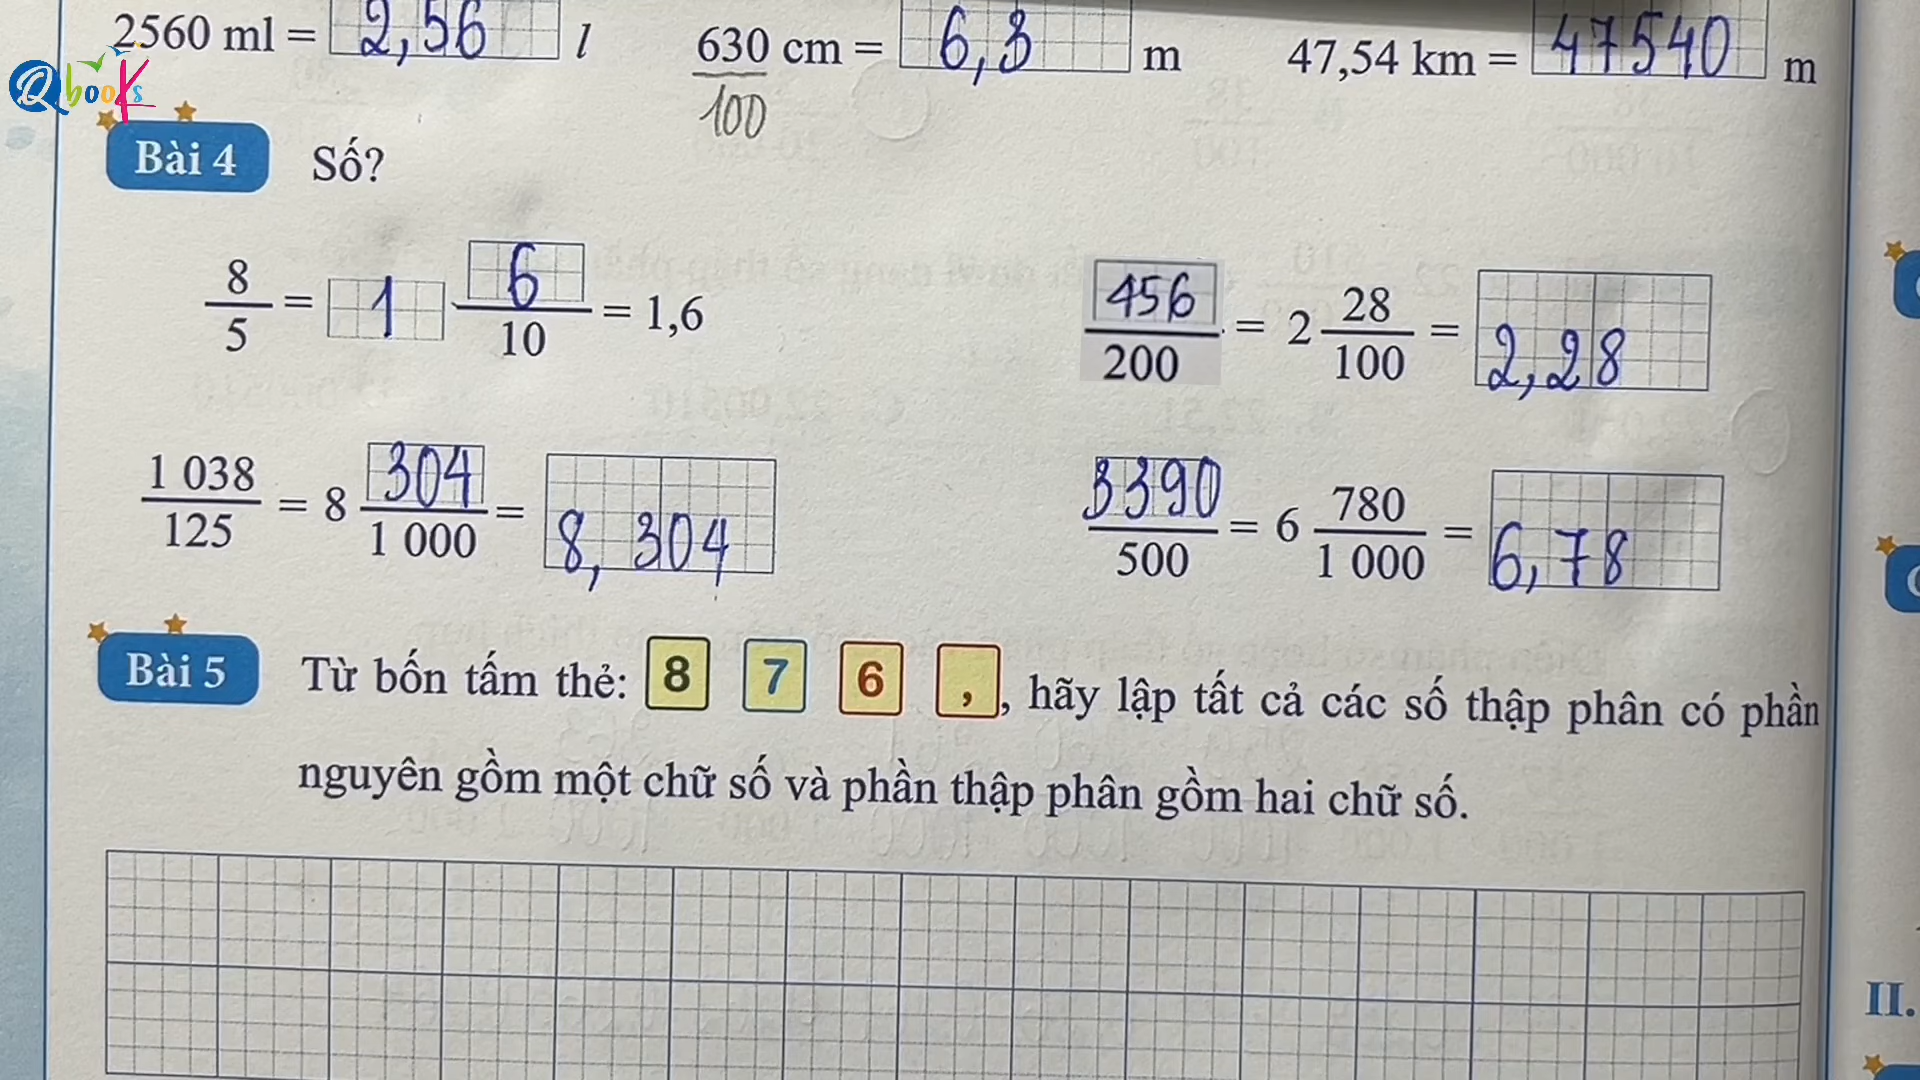 2560 ml = 2,56 l 630 cm = 6,3 m 47,54 km = 47540 m
100
Qbooks
Bài 4 Số?
8/5 = 1 6/10 = 1,6 456/200 = 2 28/100 = 2,28
1 038/125 = 8 304/1 000 = 8,304 3390/500 = 6 780/1 000 = 6,78
Bài 5 Từ bốn tấm thẻ: 8 7 6 , , hãy lập tất cả các số thập phân có phần
nguyên gồm một chữ số và phần thập phân gồm hai chữ số.
II.